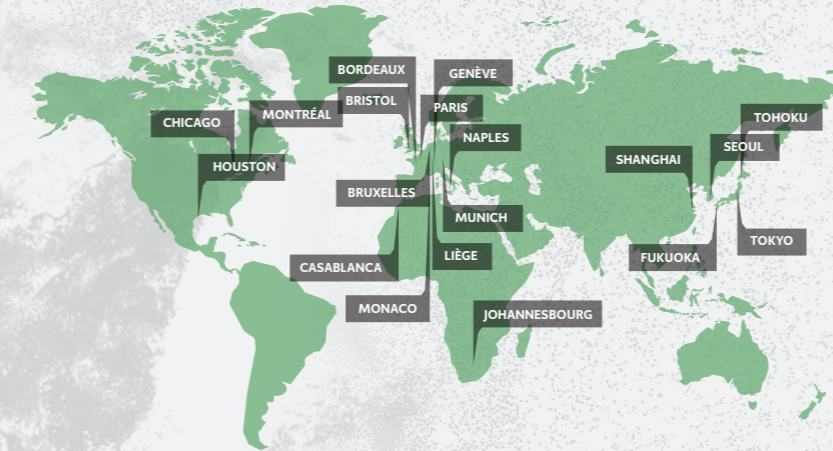 BORDEAUX
GENÈVE
BRISTOL
PARIS
CHICAGO
MONTRÉAL
TOHOKU
NAPLES
SEOUL
HOUSTON
SHANGHAI
BRUXELLES
MUNICH
TOKYO
LIÈGE
FUKUOKA
CASABLANCA
MONACO
JOHANNESBOURG